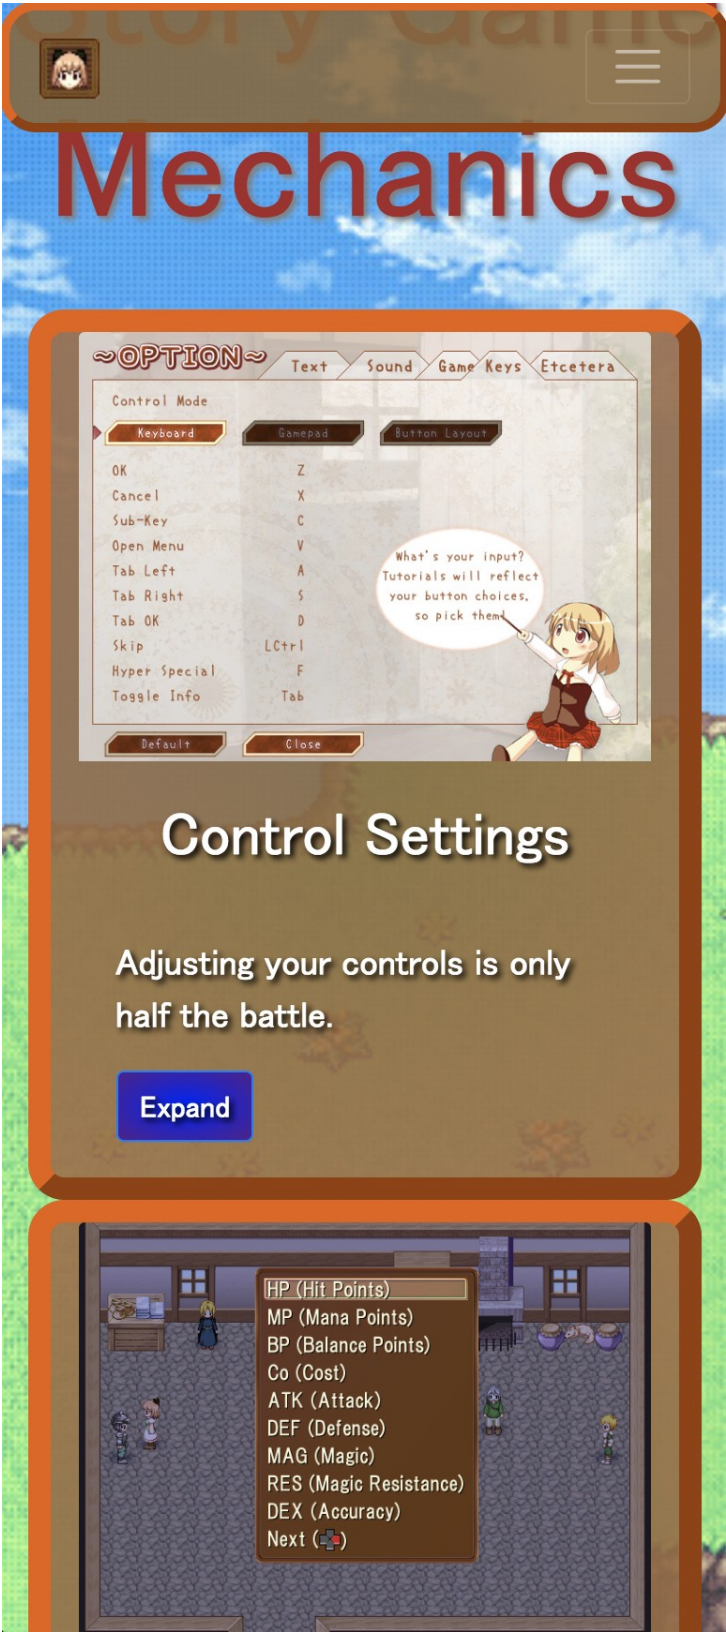 Story Game
Mechanics
~OPTION~
Text Sound Game Keys Etcetera
Control Mode
Keyboard Gamepad Button Layout
OK Z
Cancel X
Sub-Key C
Open Menu V
Tab Left A
Tab Right S
Tab OK D
Skip LCtrl
Hyper Special F
Toggle Info Tab
What's your input?
Tutorials will reflect
your button choices,
so pick them!
Default Close
Control Settings
Adjusting your controls is only
half the battle.
Expand
HP (Hit Points)
MP (Mana Points)
BP (Balance Points)
Co (Cost)
ATK (Attack)
DEF (Defense)
MAG (Magic)
RES (Magic Resistance)
DEX (Accuracy)
Next ( )